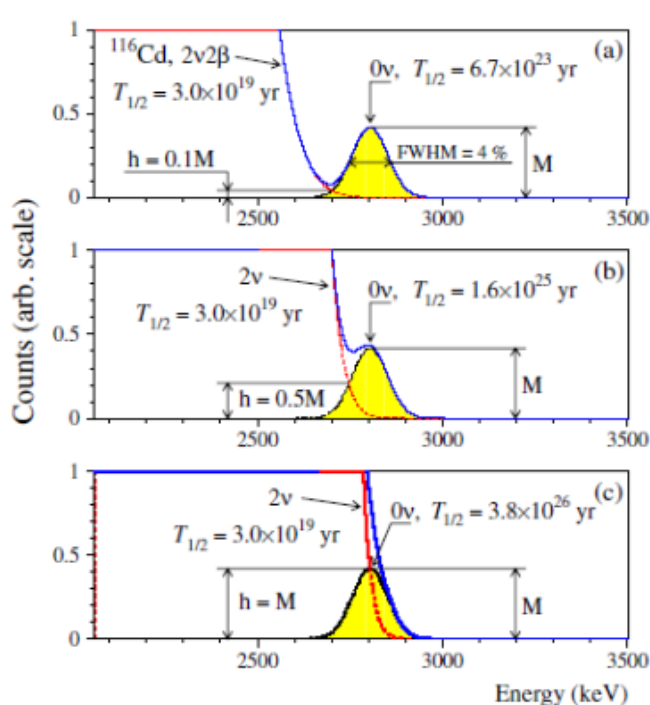 Counts (arb. scale)
1
0.5
0
(a)
¹¹⁶Cd, 2ν2β
T₁/₂ = 3.0×10¹⁹ yr
0ν, T₁/₂ = 6.7×10²³ yr
h = 0.1M
FWHM = 4 %
M
2500 3000 3500
1
0.5
0
(b)
2ν
T₁/₂ = 3.0×10¹⁹ yr
0ν, T₁/₂ = 1.6×10²⁵ yr
h = 0.5M
M
2500 3000 3500
1
0.5
0
(c)
2ν
T₁/₂ = 3.0×10¹⁹ yr
0ν, T₁/₂ = 3.8×10²⁶ yr
h = M
M
2500 3000 3500
Energy (keV)